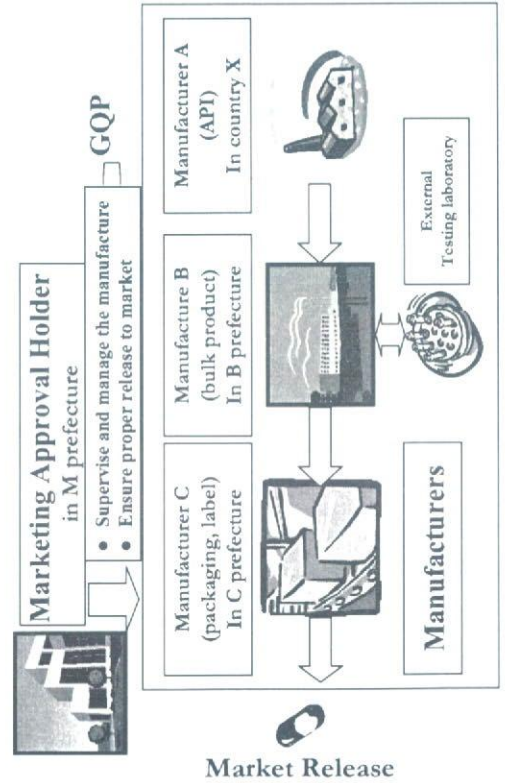 Marketing Approval Holder
in M prefecture
• Supervise and manage the manufacture
• Ensure proper release to market
GQP
Manufacturer C
(packaging, label)
In C prefecture
Manufacture B
(bulk product)
In B prefecture
Manufacturer A
(API)
In country X
Manufacturers
External
Testing laboratory
Market Release